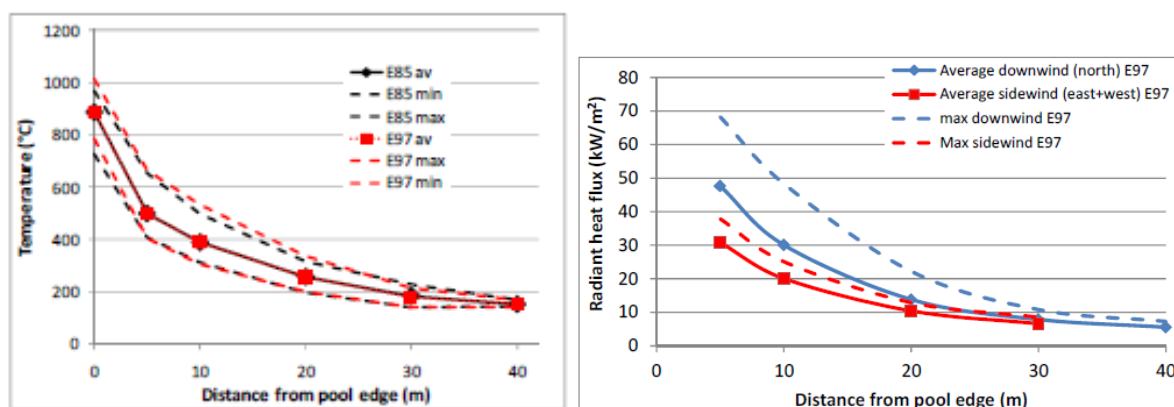 1200
1000
800
600
400
200
0
Temperature (°C)
E85 av
E85 min
E85 max
E97 av
E97 max
E97 min
0 10 20 30 40
Distance from pool edge (m)
80
70
60
50
40
30
20
10
0
Radiant heat flux (kW/m²)
Average downwind (north) E97
Average sidewind (east+west) E97
max downwind E97
Max sidewind E97
0 10 20 30 40
Distance from pool edge (m)